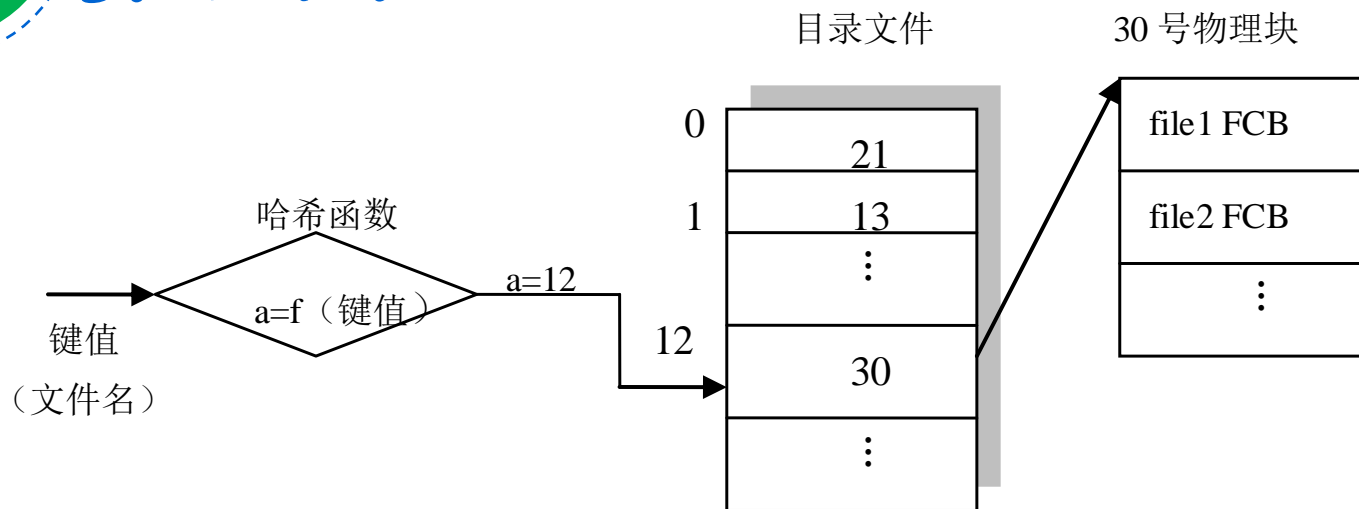 目录文件
30 号物理块
0
21
file1 FCB
1
13
file2 FCB
哈希函数
⋮
⋮
a=12
a=f（键值）
键值
（文件名）
12
30
⋮